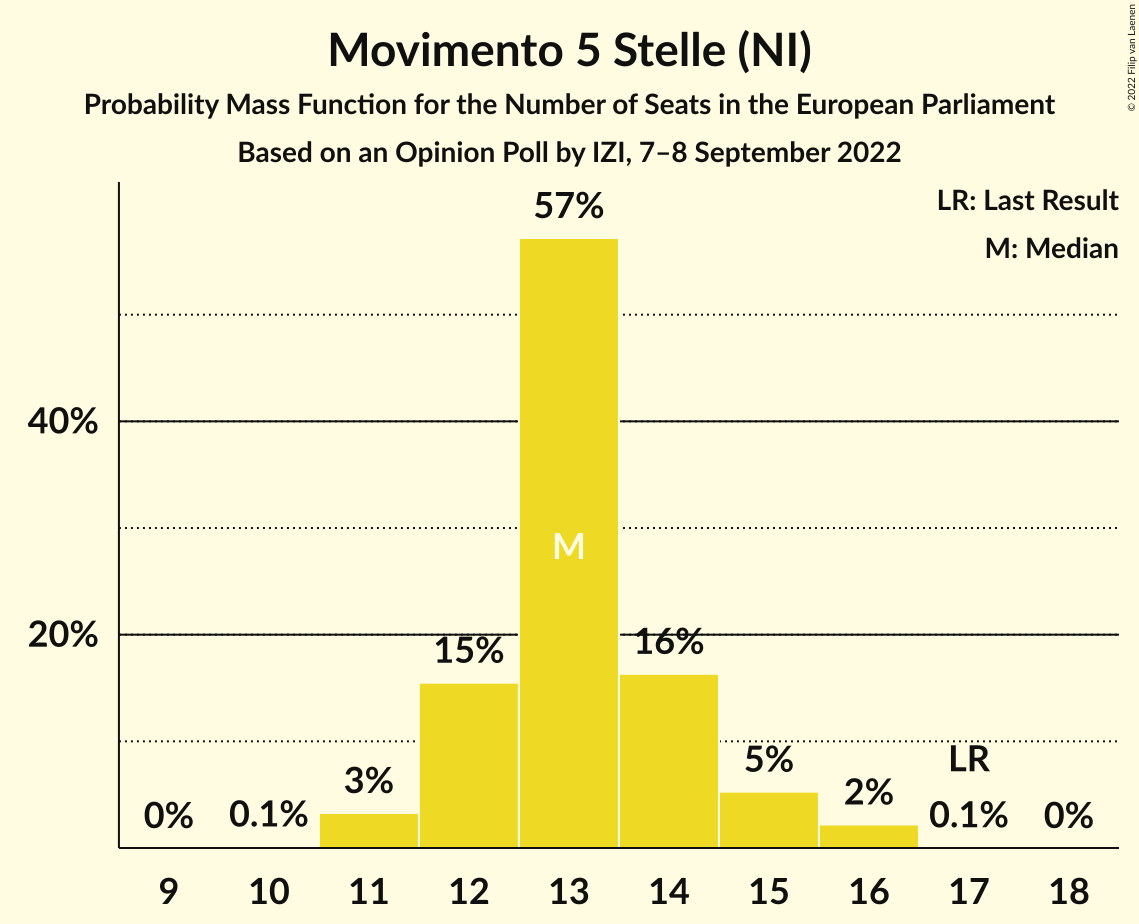 Movimento 5 Stelle (NI)
Probability Mass Function for the Number of Seats in the European Parliament
Based on an Opinion Poll by IZI, 7–8 September 2022
© 2022 Filip van Laenen
LR: Last Result
M: Median
57%
40%
M
20%
15%
16%
3%
5%
2%
LR
0%
0.1%
0.1%
0%
9 10 11 12 13 14 15 16 17 18